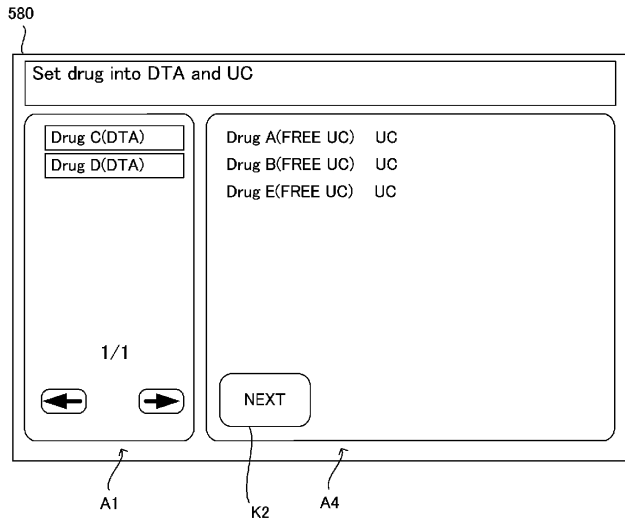 580
Set drug into DTA and UC
Drug C(DTA)
Drug D(DTA)
1/1
Drug A(FREE UC) UC
Drug B(FREE UC) UC
Drug E(FREE UC) UC
NEXT
A1
K2
A4